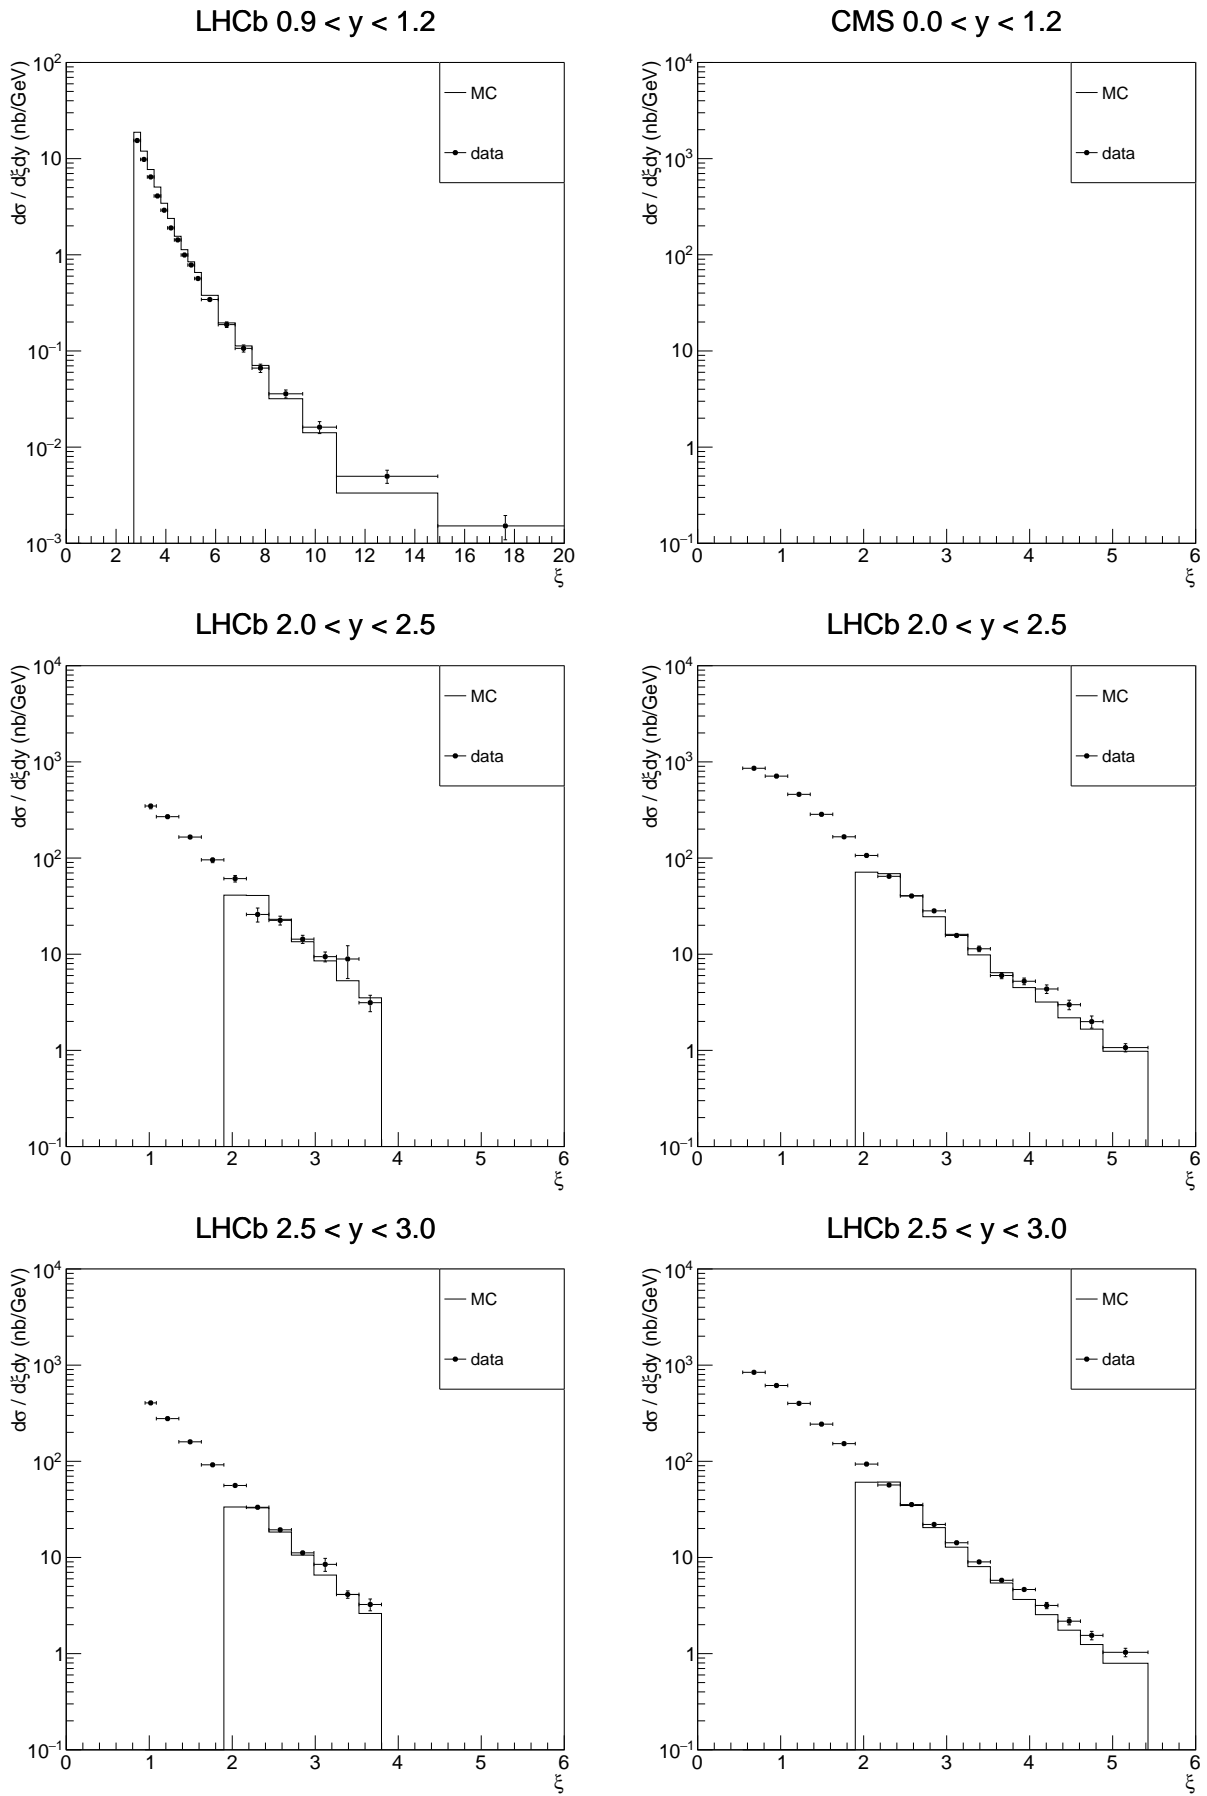 LHCb 0.9 < y < 1.2
dσ / dξdy (nb/GeV)
10²
10
1
10⁻¹
10⁻²
10⁻³
MC
data
0 2 4 6 8 10 12 14 16 18 20
ξ
CMS 0.0 < y < 1.2
dσ / dξdy (nb/GeV)
10⁴
10³
10²
10
1
10⁻¹
MC
data
0 1 2 3 4 5 6
ξ
LHCb 2.0 < y < 2.5
dσ / dξdy (nb/GeV)
10⁴
10³
10²
10
1
10⁻¹
MC
data
0 1 2 3 4 5 6
ξ
LHCb 2.0 < y < 2.5
dσ / dξdy (nb/GeV)
10⁴
10³
10²
10
1
10⁻¹
MC
data
0 1 2 3 4 5 6
ξ
LHCb 2.5 < y < 3.0
dσ / dξdy (nb/GeV)
10⁴
10³
10²
10
1
10⁻¹
MC
data
0 1 2 3 4 5 6
ξ
LHCb 2.5 < y < 3.0
dσ / dξdy (nb/GeV)
10⁴
10³
10²
10
1
10⁻¹
MC
data
0 1 2 3 4 5 6
ξ